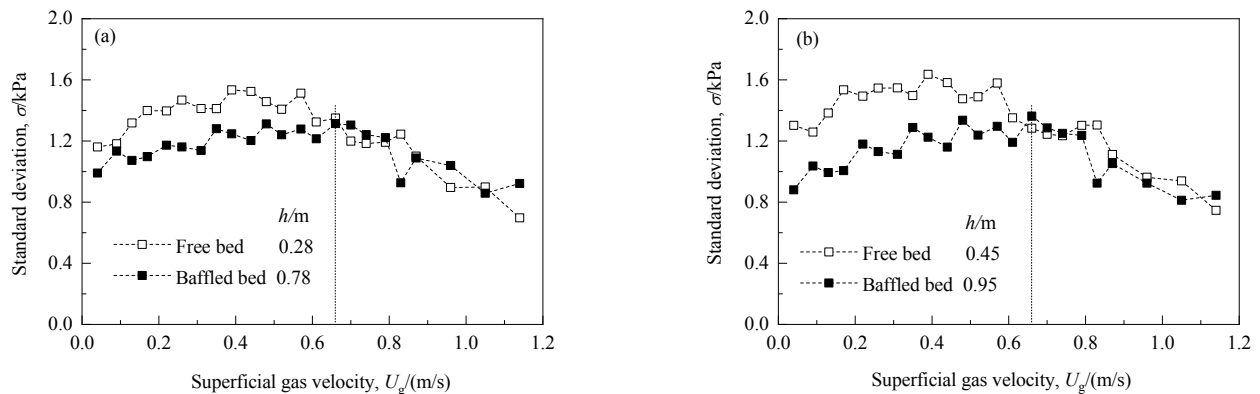 (a)
2.0
1.6
1.2
0.8
0.4
0.0
Standard deviation, σ/kPa
h/m
Free bed 0.28
Baffled bed 0.78
0.0 0.2 0.4 0.6 0.8 1.0 1.2
Superficial gas velocity, Ug/(m/s)
(b)
2.0
1.6
1.2
0.8
0.4
0.0
Standard deviation, σ/kPa
h/m
Free bed 0.45
Baffled bed 0.95
0.0 0.2 0.4 0.6 0.8 1.0 1.2
Superficial gas velocity, Ug/(m/s)